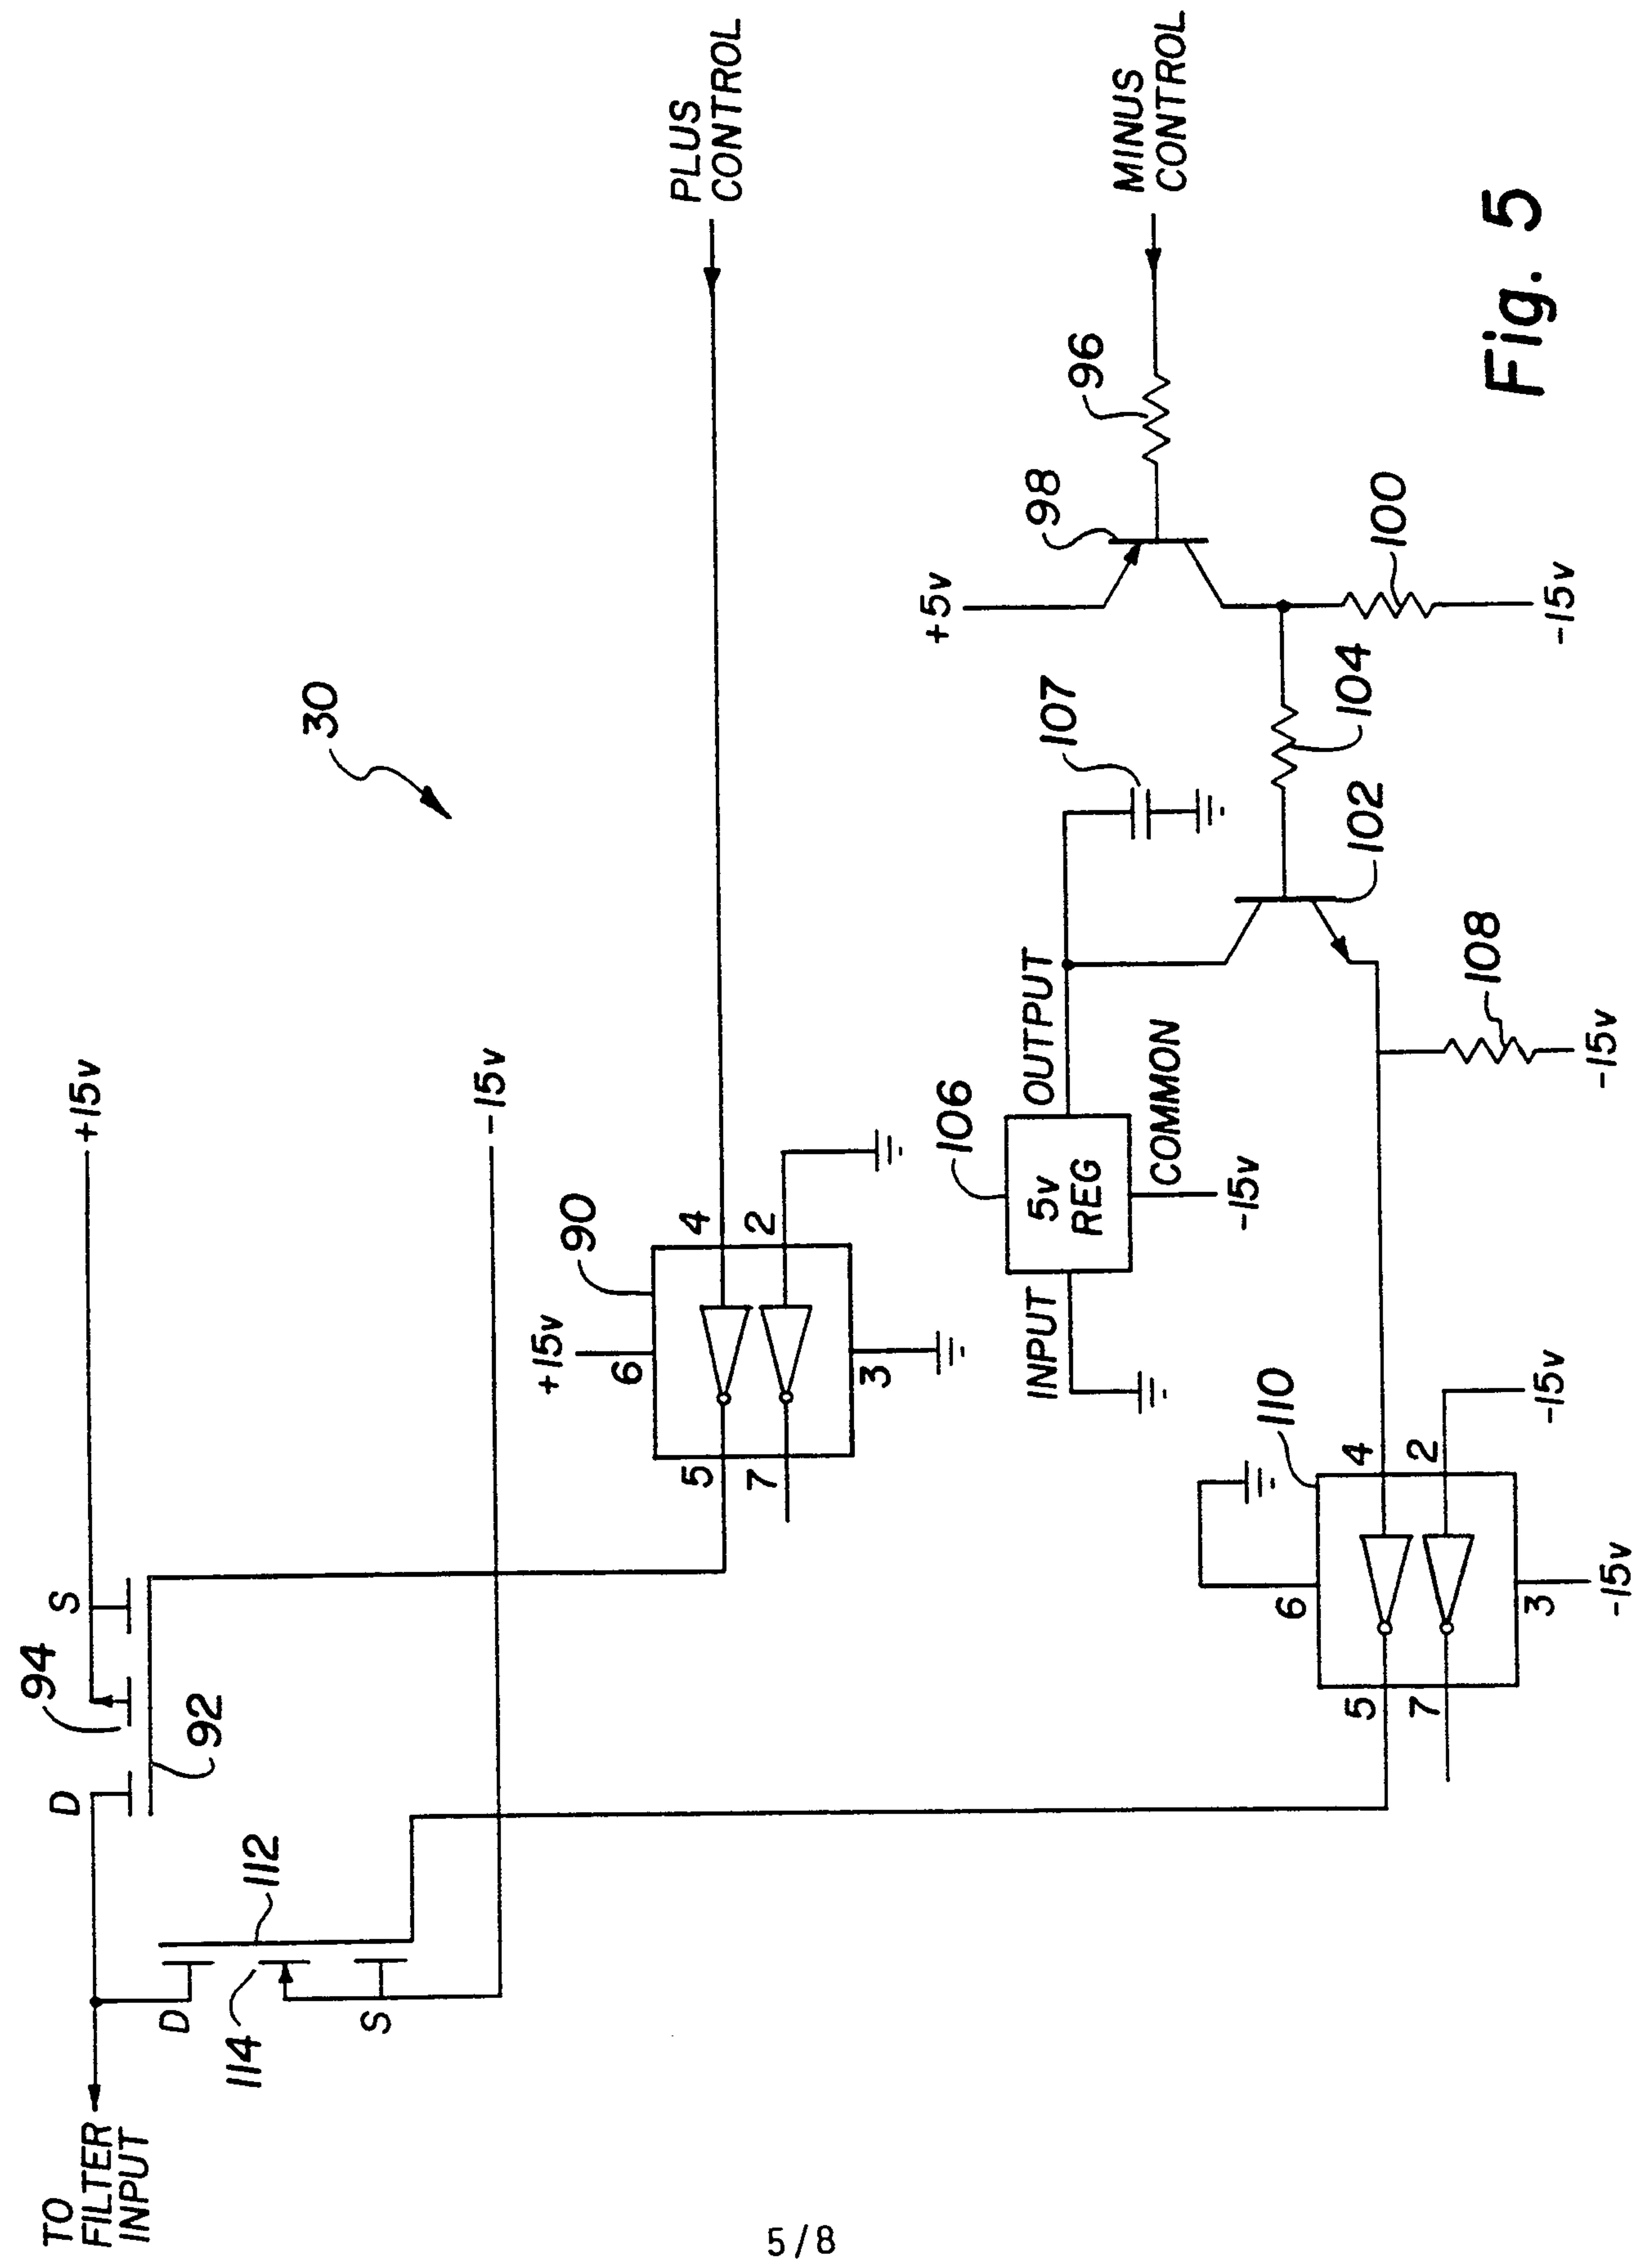 TO
FILTER
INPUT
D
94
S
+15v
92
D
112
114
S
-15v
30
+15v
90
6
5
4
7
2
3
PLUS
CONTROL
106
INPUT
5v
REG
OUTPUT
COMMON
-15v
107
+5v
98
96
MINUS
CONTROL
102
104
100
-15v
108
-15v
110
6
5
4
7
2
-15v
3
-15v
Fig. 5
5/8